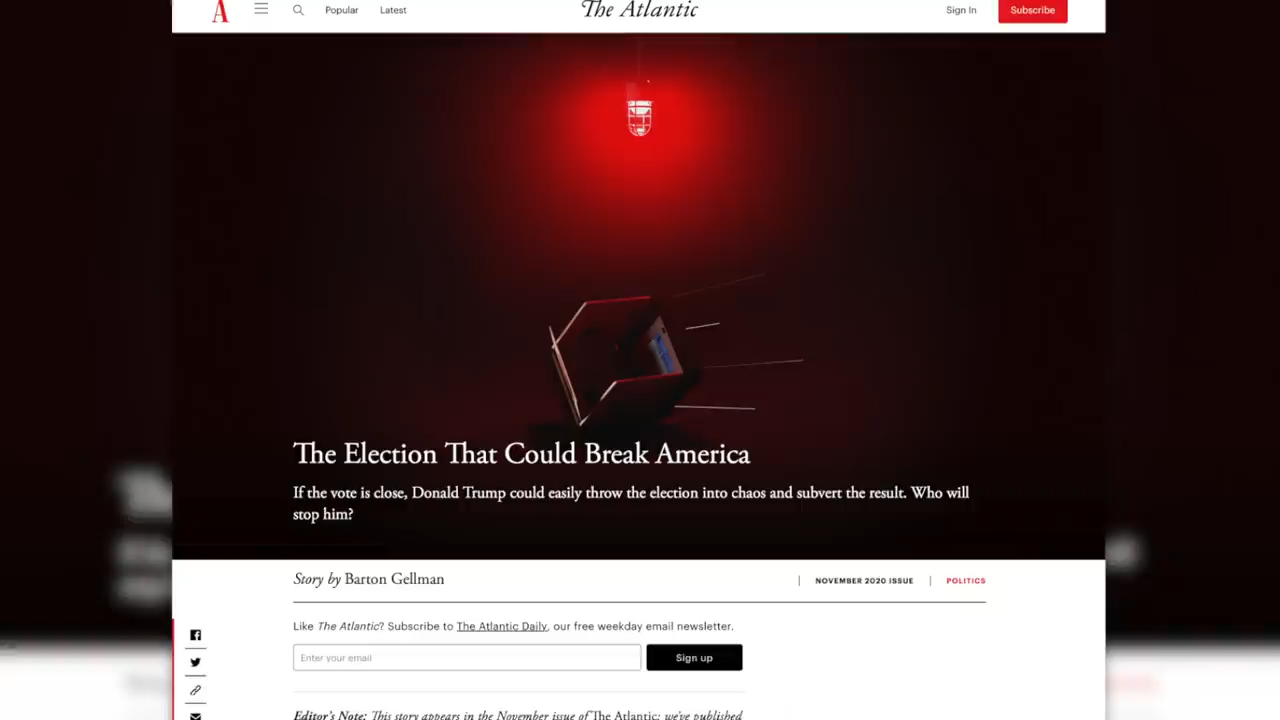 A
Popular
Latest
The Atlantic
Sign In
Subscribe
The Election That Could Break America
If the vote is close, Donald Trump could easily throw the election into chaos and subvert the result. Who will
stop him?
Story by Barton Gellman
| NOVEMBER 2020 ISSUE | POLITICS
Like The Atlantic? Subscribe to The Atlantic Daily, our free weekday email newsletter.
Enter your email
Sign up
Editor's Note: This story appears in the November issue of The Atlantic; we've published